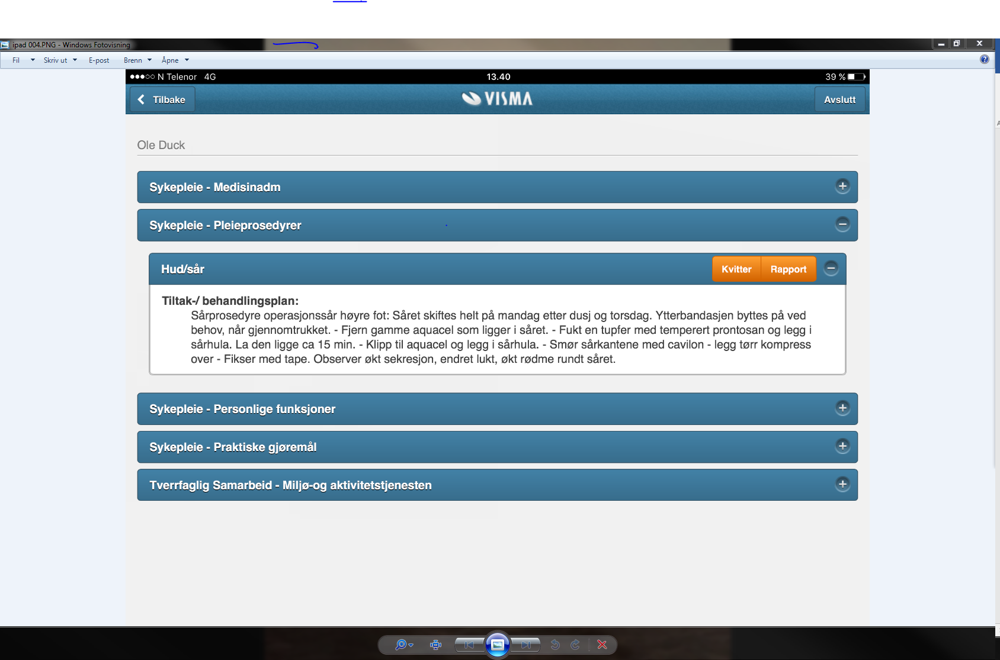 ipad 004.PNG - Windows Fotovisning
Fil Skriv ut E-post Brenn Åpne
N Telenor 4G 13.40 39 %
Tilbake VISMA Avslutt
Ole Duck
Sykepleie - Medisinadm
Sykepleie - Pleieprosedyrer
Hud/sår Kvitter Rapport
Tiltak-/ behandlingsplan:
Sårprosedyre operasjonssår høyre fot: Såret skiftes helt på mandag etter dusj og torsdag. Ytterbandasjen byttes på ved
behov, når gjennomtrukket. - Fjern gamme aquacel som ligger i såret. - Fukt en tupfer med temperert prontosan og legg i
sårhula. La den ligge ca 15 min. - Klipp til aquacel og legg i sårhula. - Smør sårkantene med cavilon - legg tørr kompress
over - Fikser med tape. Observer økt sekresjon, endret lukt, økt rødme rundt såret.
Sykepleie - Personlige funksjoner
Sykepleie - Praktiske gjøremål
Tverrfaglig Samarbeid - Miljø-og aktivitetstjenesten